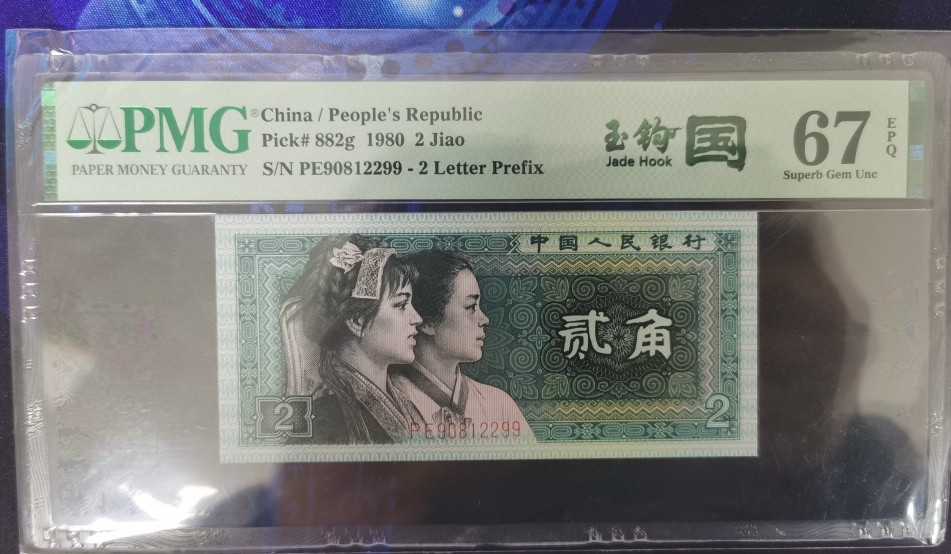 PMG®
PAPER MONEY GUARANTY
China / People's Republic
Pick# 882g 1980 2 Jiao
S/N PE90812299 - 2 Letter Prefix
玉钩
Jade Hook
国
67
EPQ
Superb Gem Unc
中国人民银行
贰角
2
2
PE90812299